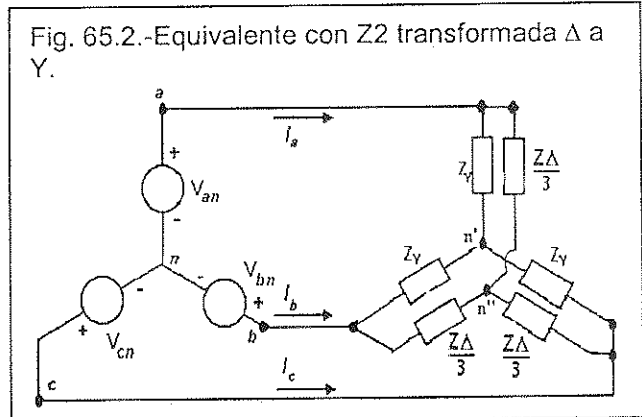 Fig. 65.2.-Equivalente con Z2 transformada Δ a
Y.
a
I_a
+
V_an
-
Z_Y
ZΔ
3
n
n'
Z_Y
Z_Y
-
V_bn
+
-
V_cn
+
I_b
b
n''
ZΔ
3
ZΔ
3
I_c
c